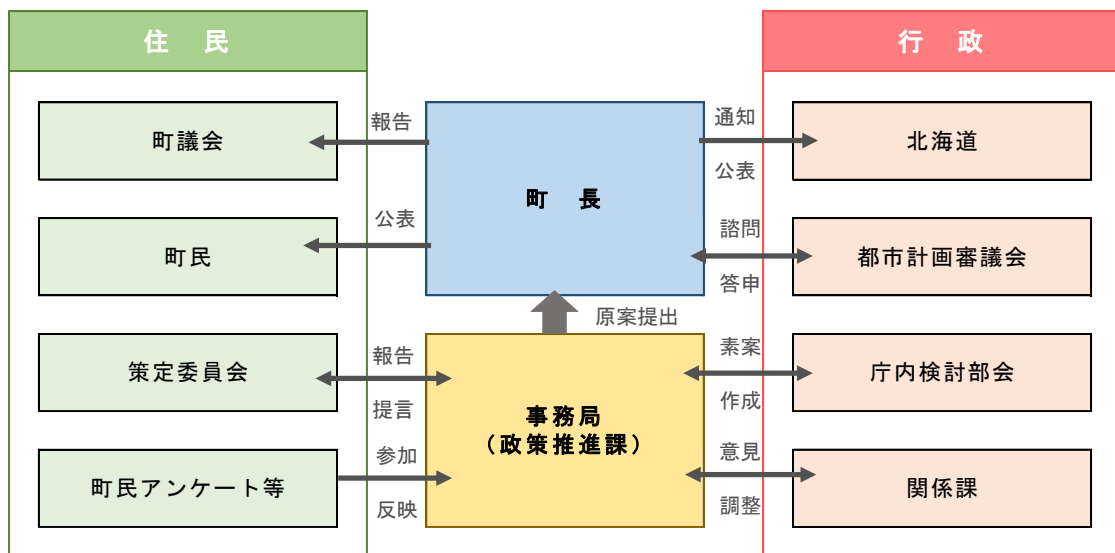 住 民
行 政
町議会
報告
町 長
通知
公表
北海道
町民
公表
諮問
答申
都市計画審議会
原案提出
策定委員会
報告
提言
事務局
（政策推進課）
素案
作成
庁内検討部会
町民アンケート等
参加
反映
意見
調整
関係課